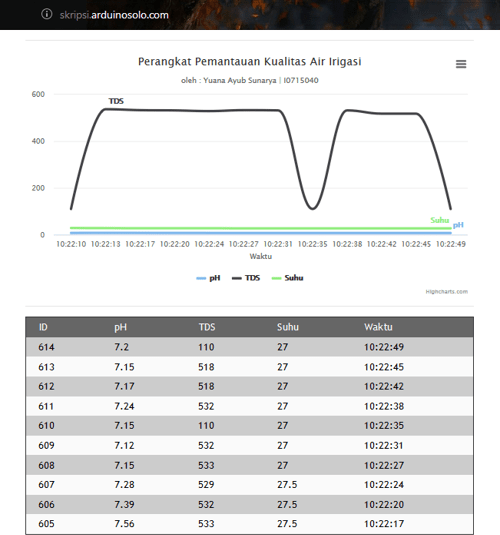 skripsi.arduinosolo.com
Perangkat Pemantauan Kualitas Air Irigasi
oleh : Yuana Ayub Sunarya | I0715040
600
TDS
400
200
Suhu
pH
0
10:22:10 10:22:13 10:22:17 10:22:20 10:22:24 10:22:27 10:22:31 10:22:35 10:22:38 10:22:42 10:22:45 10:22:49
Waktu
pH TDS Suhu
Highcharts.com
ID pH TDS Suhu Waktu
614 7.2 110 27 10:22:49
613 7.15 518 27 10:22:45
612 7.17 518 27 10:22:42
611 7.24 532 27 10:22:38
610 7.15 110 27 10:22:35
609 7.12 532 27 10:22:31
608 7.15 533 27 10:22:27
607 7.28 529 27.5 10:22:24
606 7.39 532 27.5 10:22:20
605 7.56 533 27.5 10:22:17